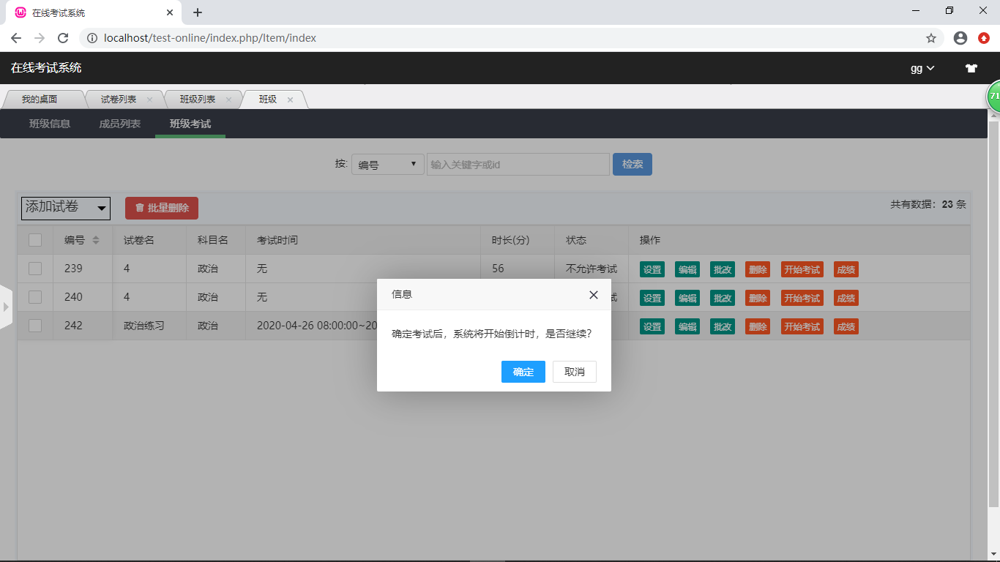 在线考试系统
localhost/test-online/index.php/Item/index
在线考试系统 gg
71
我的桌面 试卷列表 班级列表 班级
班级信息 成员列表 班级考试
按: 编号 输入关键字或id 检索
添加试卷 批量删除 共有数据：23 条
编号 试卷名 科目名 考试时间 时长(分) 状态 操作
239 4 政治 无 56 不允许考试 设置 编辑 批改 删除 开始考试 成绩
240 4 政治 无 试 设置 编辑 批改 删除 开始考试 成绩
242 政治练习 政治 2020-04-26 08:00:00~20 设置 编辑 批改 删除 开始考试 成绩
信息
确定考试后，系统将开始倒计时，是否继续？
确定 取消